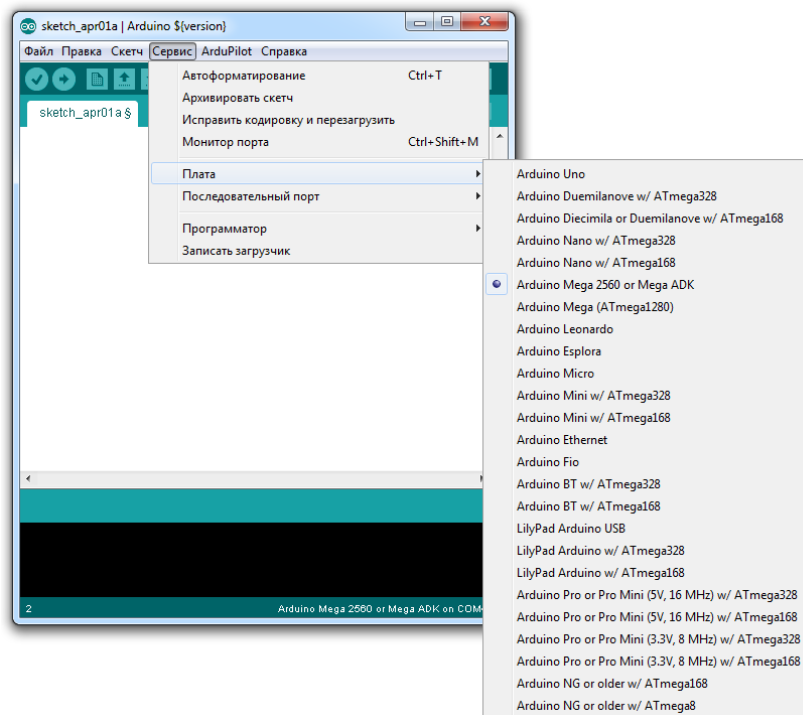 sketch_apr01a | Arduino ${version}
Файл Правка Скетч Сервис ArduPilot Справка
sketch_apr01a §
Автоформатирование Ctrl+T
Архивировать скетч
Исправить кодировку и перезагрузить
Монитор порта Ctrl+Shift+M
Плата
Последовательный порт
Программатор
Записать загрузчик
Arduino Uno
Arduino Duemilanove w/ ATmega328
Arduino Diecimila or Duemilanove w/ ATmega168
Arduino Nano w/ ATmega328
Arduino Nano w/ ATmega168
Arduino Mega 2560 or Mega ADK
Arduino Mega (ATmega1280)
Arduino Leonardo
Arduino Esplora
Arduino Micro
Arduino Mini w/ ATmega328
Arduino Mini w/ ATmega168
Arduino Ethernet
Arduino Fio
Arduino BT w/ ATmega328
Arduino BT w/ ATmega168
LilyPad Arduino USB
LilyPad Arduino w/ ATmega328
LilyPad Arduino w/ ATmega168
Arduino Pro or Pro Mini (5V, 16 MHz) w/ ATmega328
Arduino Pro or Pro Mini (5V, 16 MHz) w/ ATmega168
Arduino Pro or Pro Mini (3.3V, 8 MHz) w/ ATmega328
Arduino Pro or Pro Mini (3.3V, 8 MHz) w/ ATmega168
Arduino NG or older w/ ATmega168
Arduino NG or older w/ ATmega8
2 Arduino Mega 2560 or Mega ADK on COM